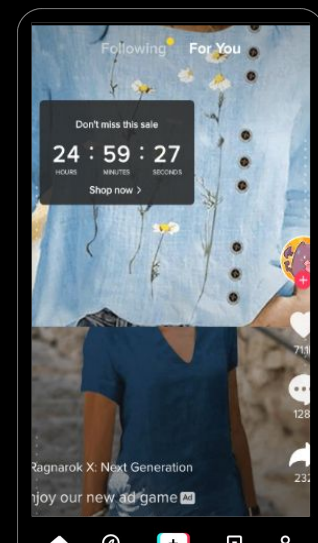 Following For You
Don't miss this sale
24 : 59 : 27
HOURS MINUTES SECONDS
Shop now >
128
232
Ragnarok X: Next Generation
njoy our new ad game Ad